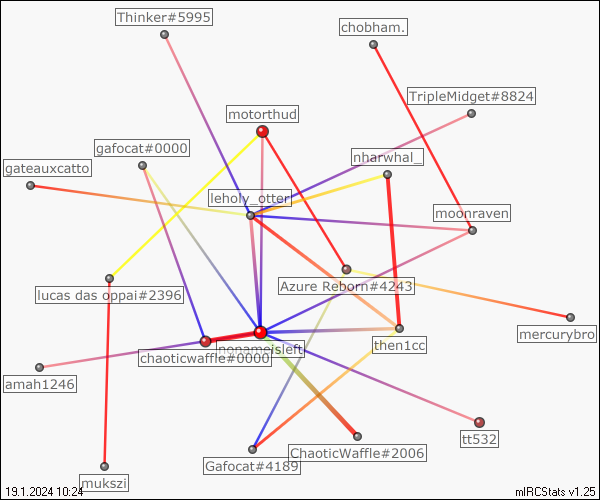 Thinker#5995
chobham.
TripleMidget#8824
motorthud
gafocat#0000
nharwhal_
gateauxcatto
leholy_otter
moonraven
Azure Reborn#4243
lucas das oppai#2396
mercurybro
then1cc
nonameisleft
chaoticwaffle#0000
amah1246
tt532
ChaoticWaffle#2006
Gafocat#4189
mukszi
19.1.2024 10:24
mIRCStats v1.25